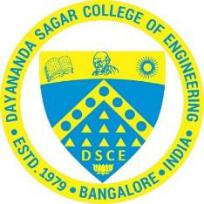 DAYANANDA SAGAR COLLEGE OF ENGINEERING
DSCE
ESTD. 1979 • BANGALORE • INDIA